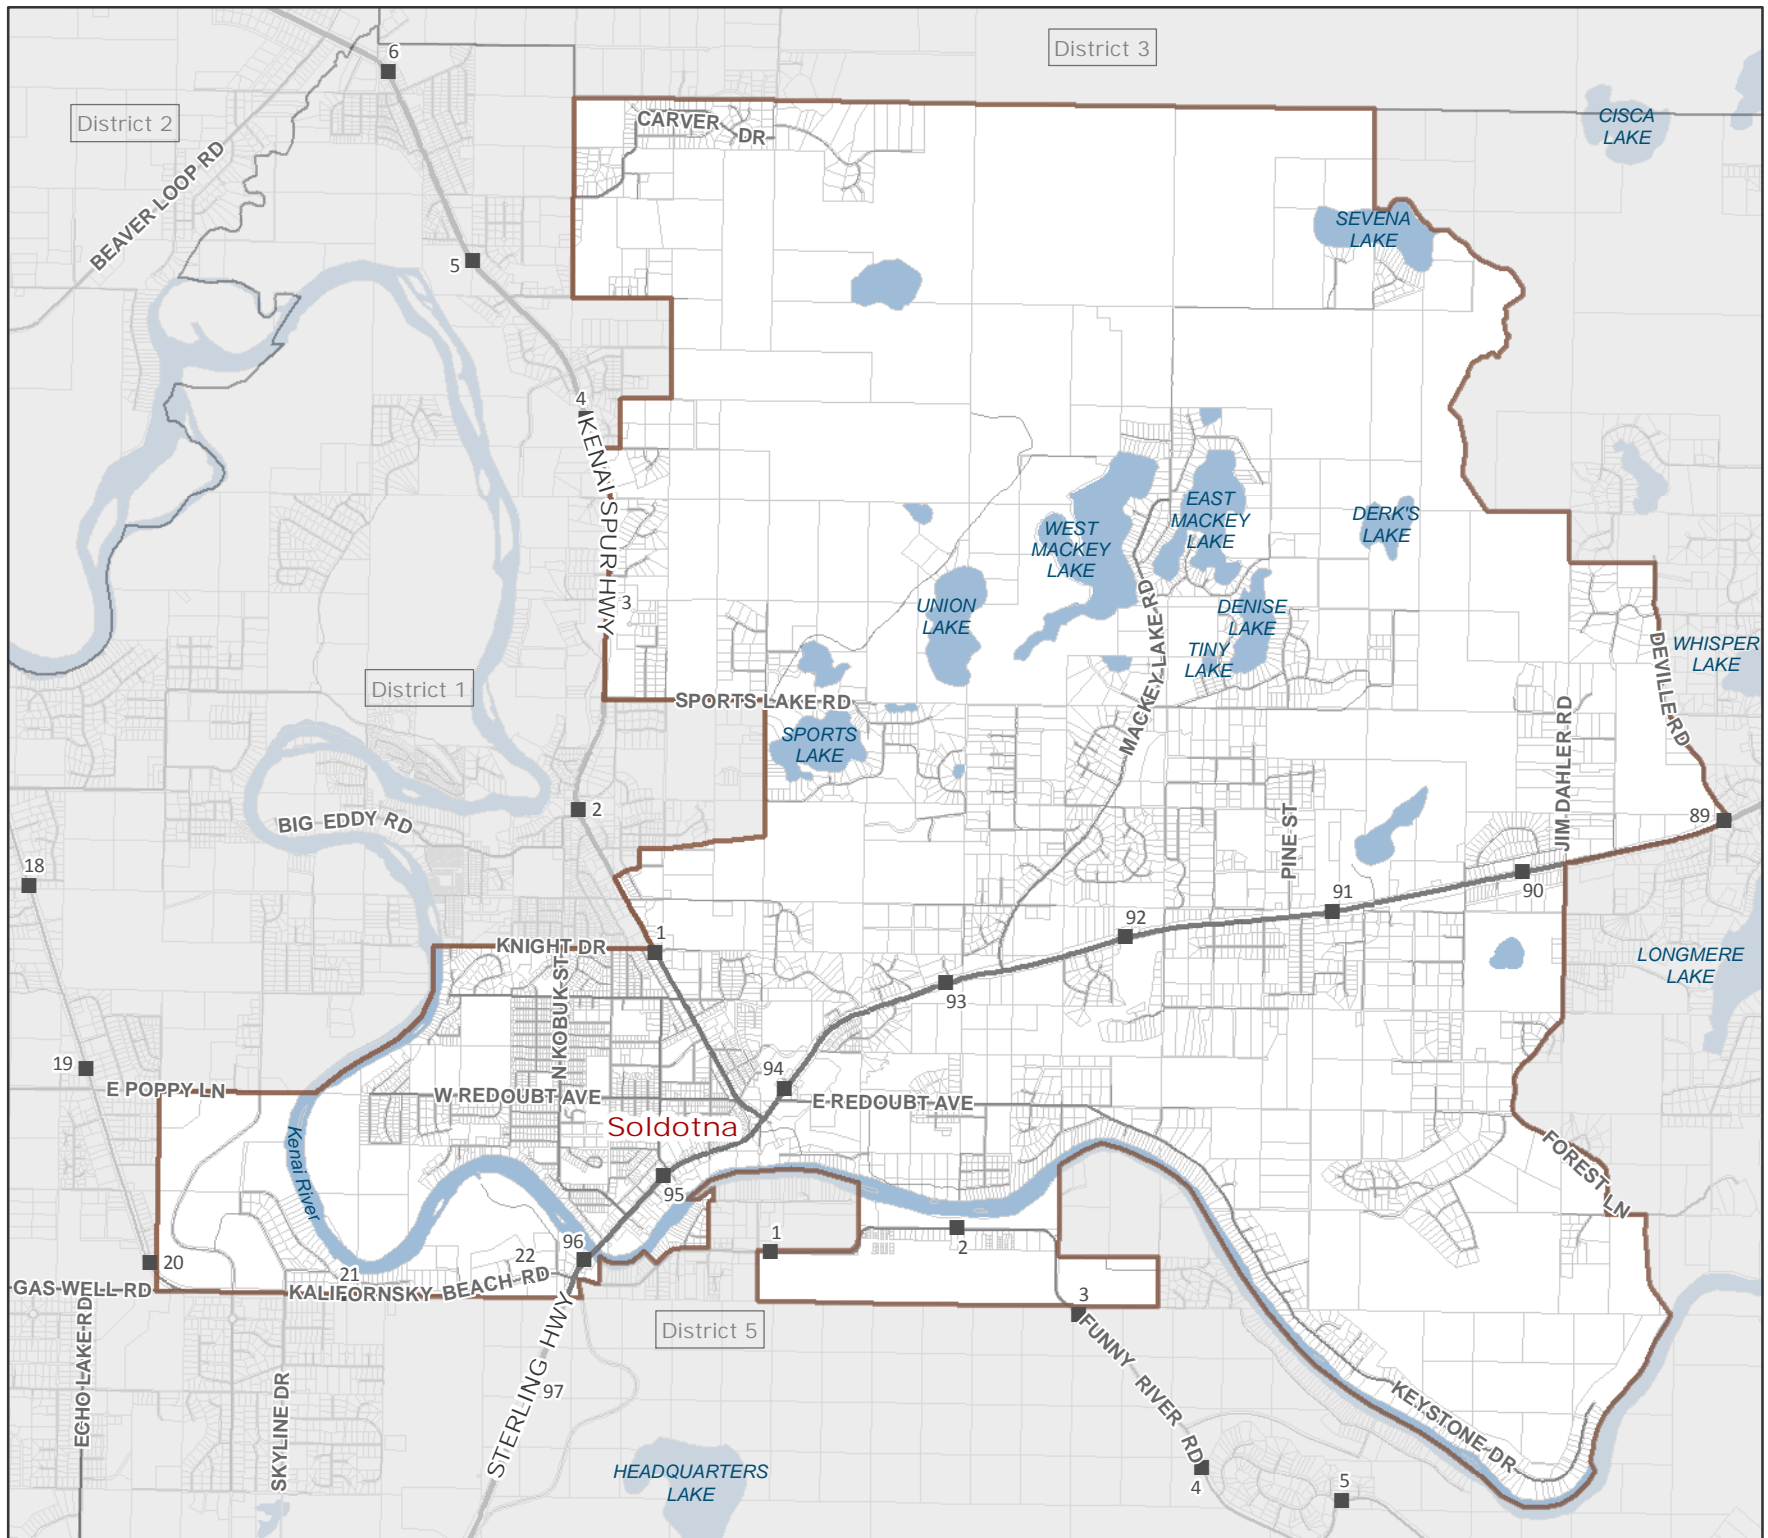 District 3
6
District 2
CISCA
LAKE
CARVER DR
BEAVER LOOP RD
SEVENA
LAKE
5
4
KENAI SPUR HWY
EAST
MACKEY
LAKE
DERK'S
LAKE
WEST
MACKEY
LAKE
3
UNION
LAKE
DENISE
LAKE
TINY
LAKE
MACKEY LAKE RD
DEVILLE RD
WHISPER
LAKE
District 1
SPORTS LAKE RD
SPORTS
LAKE
JIM DAHLER RD
2
BIG EDDY RD
89
PINE ST
18
90
91
92
1
KNIGHT DR
N KOBUK ST
LONGMERE
LAKE
93
19
94
E POPPY LN
W REDOUBT AVE
E REDOUBT AVE
Soldotna
Kenai River
FOREST LN
95
96
1
2
22
20
21
GAS WELL RD
KALIFORNSKY BEACH RD
3
ECHO LAKE RD
STERLING HWY
District 5
FUNNY RIVER RD
97
SKYLINE DR
KEYSTONE DR
HEADQUARTERS
LAKE
4
5